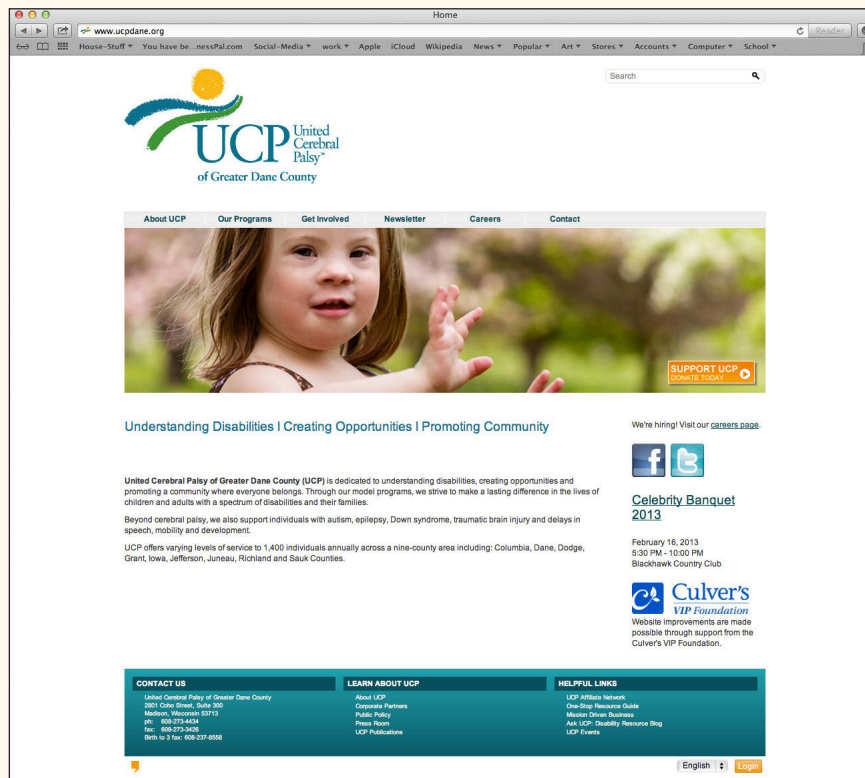 Home
www.ucpdane.org
Reader
House-Stuff You have be...nessPal.com Social-Media work Apple iCloud Wikipedia News Popular Art Stores Accounts Computer School
Search
UCP United
Cerebral
Palsy™
of Greater Dane County
About UCP Our Programs Get Involved Newsletter Careers Contact
SUPPORT UCP
DONATE TODAY
Understanding Disabilities I Creating Opportunities I Promoting Community
United Cerebral Palsy of Greater Dane County (UCP) is dedicated to understanding disabilities, creating opportunities and
promoting a community where everyone belongs. Through our model programs, we strive to make a lasting difference in the lives of
children and adults with a spectrum of disabilities and their families.
Beyond cerebral palsy, we also support individuals with autism, epilepsy, Down syndrome, traumatic brain injury and delays in
speech, mobility and development.
UCP offers varying levels of service to 1,400 individuals annually across a nine-county area including: Columbia, Dane, Dodge,
Grant, Iowa, Jefferson, Juneau, Richland and Sauk Counties.
We're hiring! Visit our careers page.
Celebrity Banquet
2013
February 16, 2013
5:30 PM - 10:00 PM
Blackhawk Country Club
Culver's
VIP Foundation
Website improvements are made
possible through support from the
Culver's VIP Foundation.
CONTACT US
United Cerebral Palsy of Greater Dane County
2801 Coho Street, Suite 300
Madison, Wisconsin 53713
ph: 608-273-4434
fax: 608-273-3426
Birth to 3 fax: 608-237-8558
LEARN ABOUT UCP
About UCP
Corporate Partners
Public Policy
Press Room
UCP Publications
HELPFUL LINKS
UCP Affiliate Network
One-Stop Resource Guide
Mission Driven Business
Ask UCP: Disability Resource Blog
UCP Events
English Login